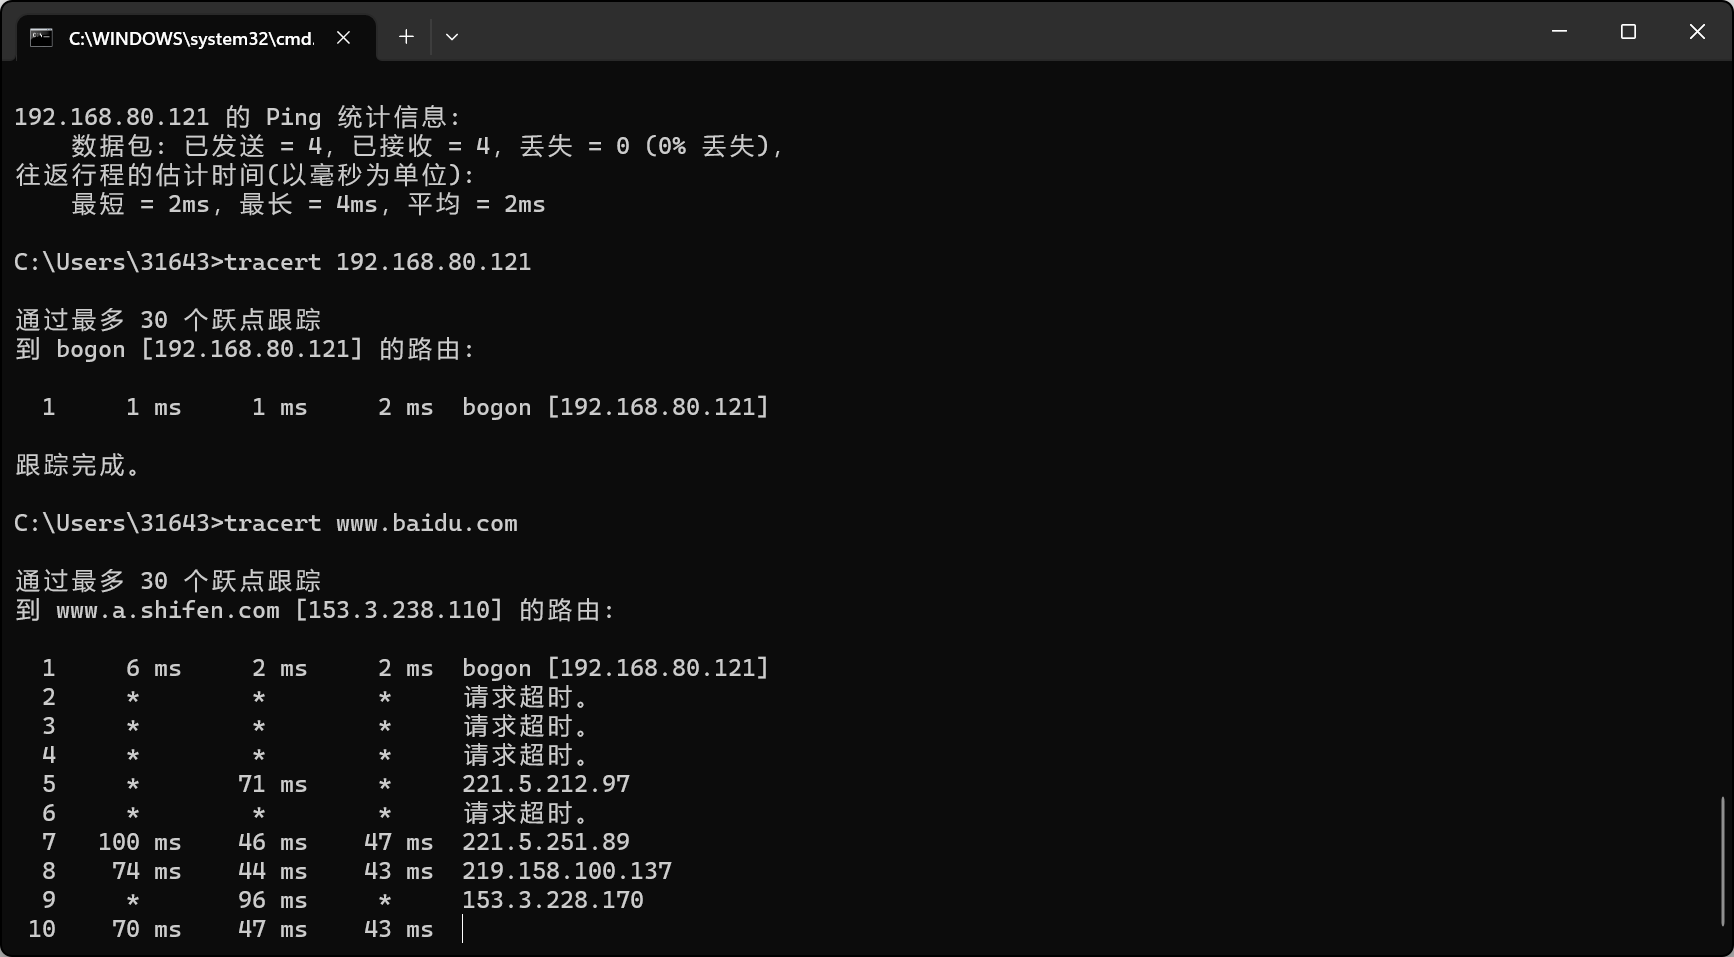 C:\WINDOWS\system32\cmd.
192.168.80.121 的 Ping 统计信息:
    数据包: 已发送 = 4, 已接收 = 4, 丢失 = 0 (0% 丢失),
往返行程的估计时间(以毫秒为单位):
    最短 = 2ms, 最长 = 4ms, 平均 = 2ms
C:\Users\31643>tracert 192.168.80.121
通过最多 30 个跃点跟踪
到 bogon [192.168.80.121] 的路由:
  1     1 ms     1 ms     2 ms  bogon [192.168.80.121]
跟踪完成。
C:\Users\31643>tracert www.baidu.com
通过最多 30 个跃点跟踪
到 www.a.shifen.com [153.3.238.110] 的路由:
  1     6 ms     2 ms     2 ms  bogon [192.168.80.121]
  2     *        *        *     请求超时。
  3     *        *        *     请求超时。
  4     *        *        *     请求超时。
  5     *       71 ms     *     221.5.212.97
  6     *        *        *     请求超时。
  7   100 ms    46 ms    47 ms  221.5.251.89
  8    74 ms    44 ms    43 ms  219.158.100.137
  9     *       96 ms     *     153.3.228.170
 10    70 ms    47 ms    43 ms